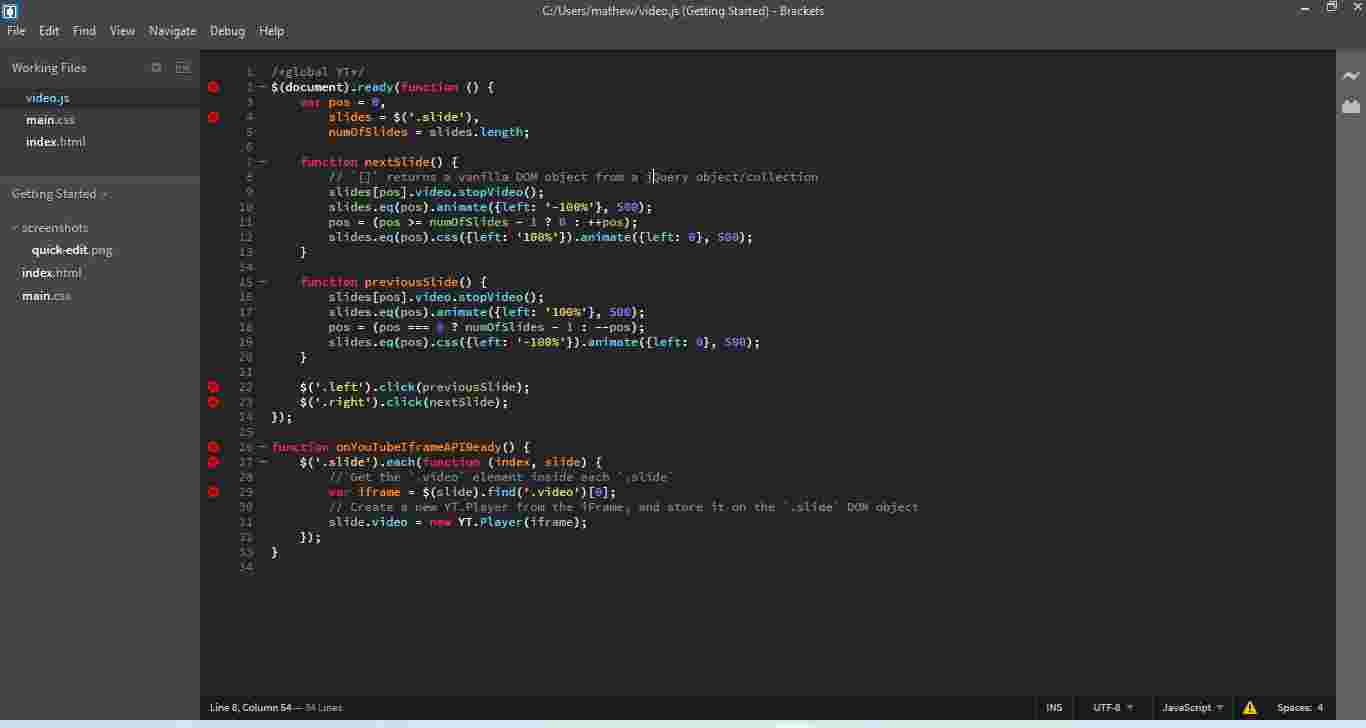 C:/Users/mathew/video.js (Getting Started) - Brackets
File Edit Find View Navigate Debug Help
Working Files
video.js
main.css
index.html
Getting Started
screenshots
quick-edit.png
index.html
main.css
1 /*global YT*/
2 $(document).ready(function () {
3 var pos = 0,
4 slides = $('.slide'),
5 numOfSlides = slides.length;
6
7 function nextSlide() {
8 // `[]` returns a vanilla DOM object from a jQuery object/collection
9 slides[pos].video.stopVideo();
10 slides.eq(pos).animate({left: '-100%'}, 500);
11 pos = (pos >= numOfSlides - 1 ? 0 : ++pos);
12 slides.eq(pos).css({left: '100%'}).animate({left: 0}, 500);
13 }
14
15 function previousSlide() {
16 slides[pos].video.stopVideo();
17 slides.eq(pos).animate({left: '100%'}, 500);
18 pos = (pos === 0 ? numOfSlides - 1 : --pos);
19 slides.eq(pos).css({left: '-100%'}).animate({left: 0}, 500);
20 }
21
22 $('.left').click(previousSlide);
23 $('.right').click(nextSlide);
24 });
25
26 function onYouTubeIframeAPIReady() {
27 $('.slide').each(function (index, slide) {
28 // Get the `.video` element inside each `.slide`
29 var iframe = $(slide).find('.video')[0];
30 // Create a new YT.Player from the iFrame, and store it on the `.slide` DOM object
31 slide.video = new YT.Player(iframe);
32 });
33 }
34
Line 8, Column 54 — 34 Lines
INS UTF-8 JavaScript Spaces: 4